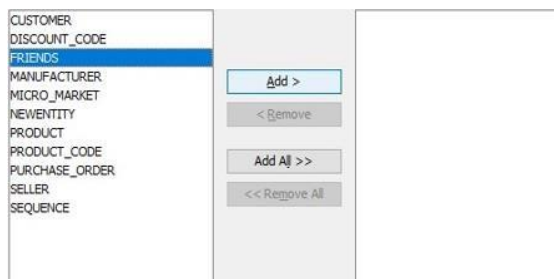 CUSTOMER
DISCOUNT_CODE
FRIENDS
MANUFACTURER
MICRO_MARKET
NEWENTITY
PRODUCT
PRODUCT_CODE
PURCHASE_ORDER
SELLER
SEQUENCE
Add >
< Remove
Add All >>
<< Remove All